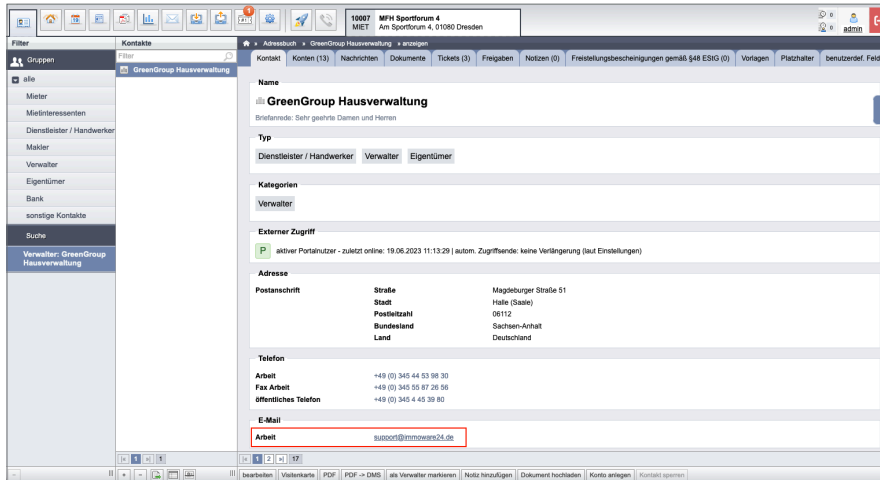 1
10007 MFH Sportforum 4
MIET Am Sportforum 4, 01080 Dresden
0
0
admin
Filter
Kontakte
» Adressbuch » GreenGroup Hausverwaltung » anzeigen
Gruppen
alle
Mieter
Mietinteressenten
Dienstleister / Handwerker
Makler
Verwalter
Eigentümer
Bank
sonstige Kontakte
Suche
Verwalter: GreenGroup
Hausverwaltung
Filter
GreenGroup Hausverwaltung
Kontakt Konten (13) Nachrichten Dokumente Tickets (3) Freigaben Notizen (0) Freistellungsbescheinigungen gemäß §48 EStG (0) Vorlagen Platzhalter benutzerdef. Feld
Name
GreenGroup Hausverwaltung
Briefanrede: Sehr geehrte Damen und Herren
Typ
Dienstleister / Handwerker Verwalter Eigentümer
Kategorien
Verwalter
Externer Zugriff
P aktiver Portalnutzer - zuletzt online: 19.06.2023 11:13:29 | autom. Zugriffsende: keine Verlängerung (laut Einstellungen)
Adresse
Postanschrift Straße Magdeburger Straße 51
Stadt Halle (Saale)
Postleitzahl 06112
Bundesland Sachsen-Anhalt
Land Deutschland
Telefon
Arbeit +49 (0) 345 44 53 98 30
Fax Arbeit +49 (0) 345 55 87 26 56
öffentliches Telefon +49 (0) 345 4 45 39 80
E-Mail
Arbeit support@immoware24.de
1 1
1 2 17
bearbeiten Visitenkarte PDF PDF -> DMS als Verwalter markieren Notiz hinzufügen Dokument hochladen Konto anlegen Kontakt sperren